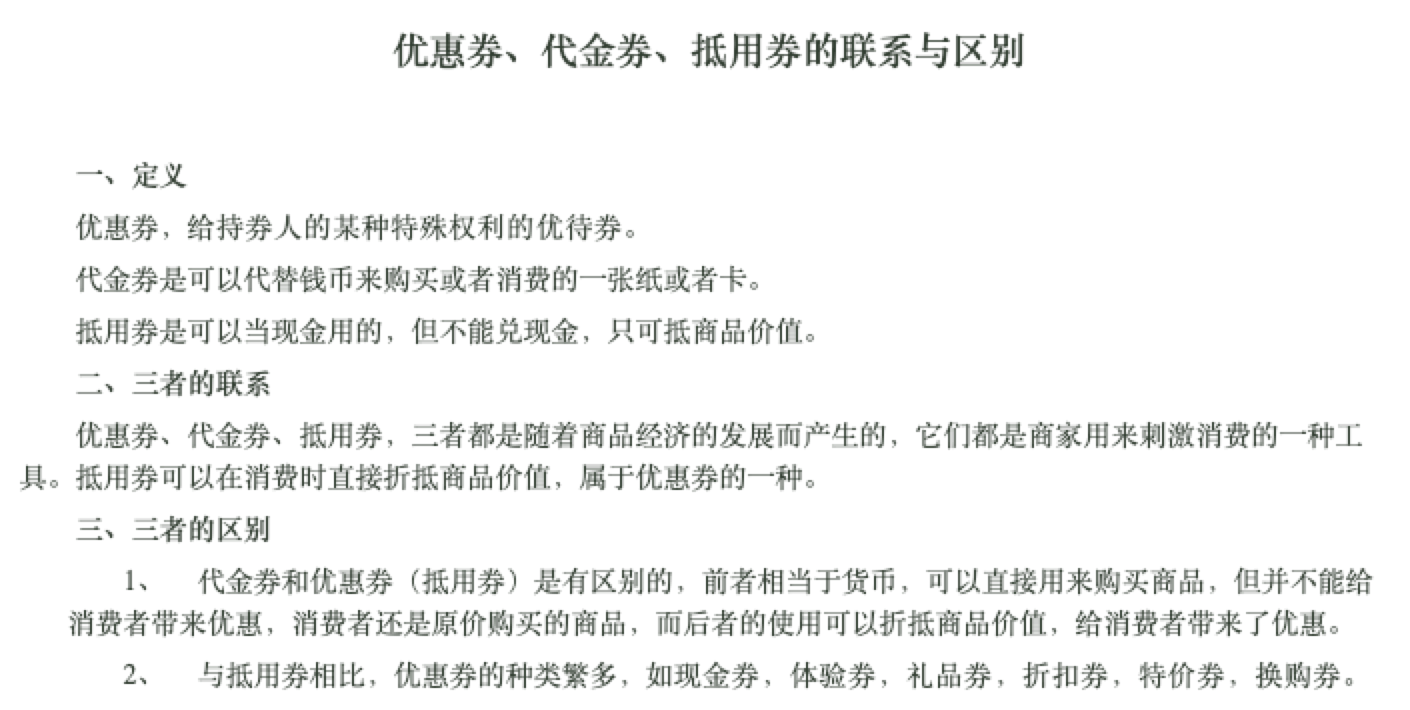 优惠券、代金券、抵用券的联系与区别
一、定义
优惠券，给持券人的某种特殊权利的优待券。
代金券是可以代替钱币来购买或者消费的一张纸或者卡。
抵用券是可以当现金用的，但不能兑现金，只可抵商品价值。
二、三者的联系
优惠券、代金券、抵用券，三者都是随着商品经济的发展而产生的，它们都是商家用来刺激消费的一种工
具。抵用券可以在消费时直接折抵商品价值，属于优惠券的一种。
三、三者的区别
1、 代金券和优惠券（抵用券）是有区别的，前者相当于货币，可以直接用来购买商品，但并不能给
消费者带来优惠，消费者还是原价购买的商品，而后者的使用可以折抵商品价值，给消费者带来了优惠。
2、 与抵用券相比，优惠券的种类繁多，如现金券，体验券，礼品券，折扣券，特价券，换购券。